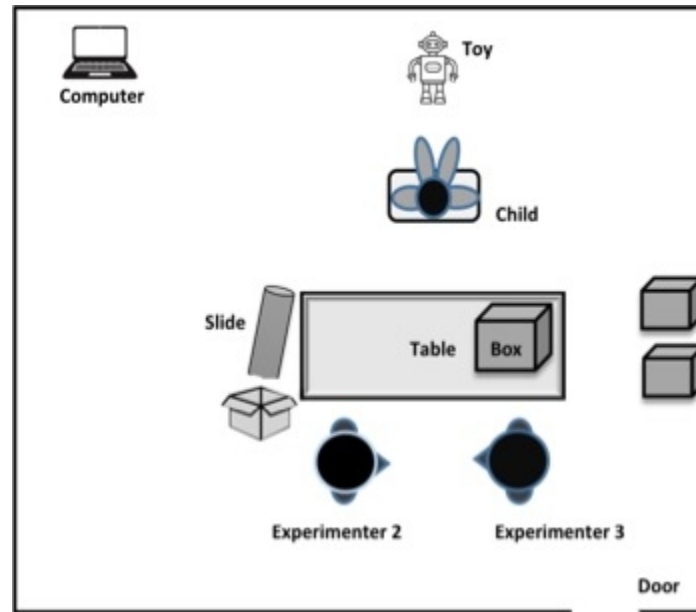 Toy
Computer
Child
Slide
Table
Box
Experimenter 2
Experimenter 3
Door